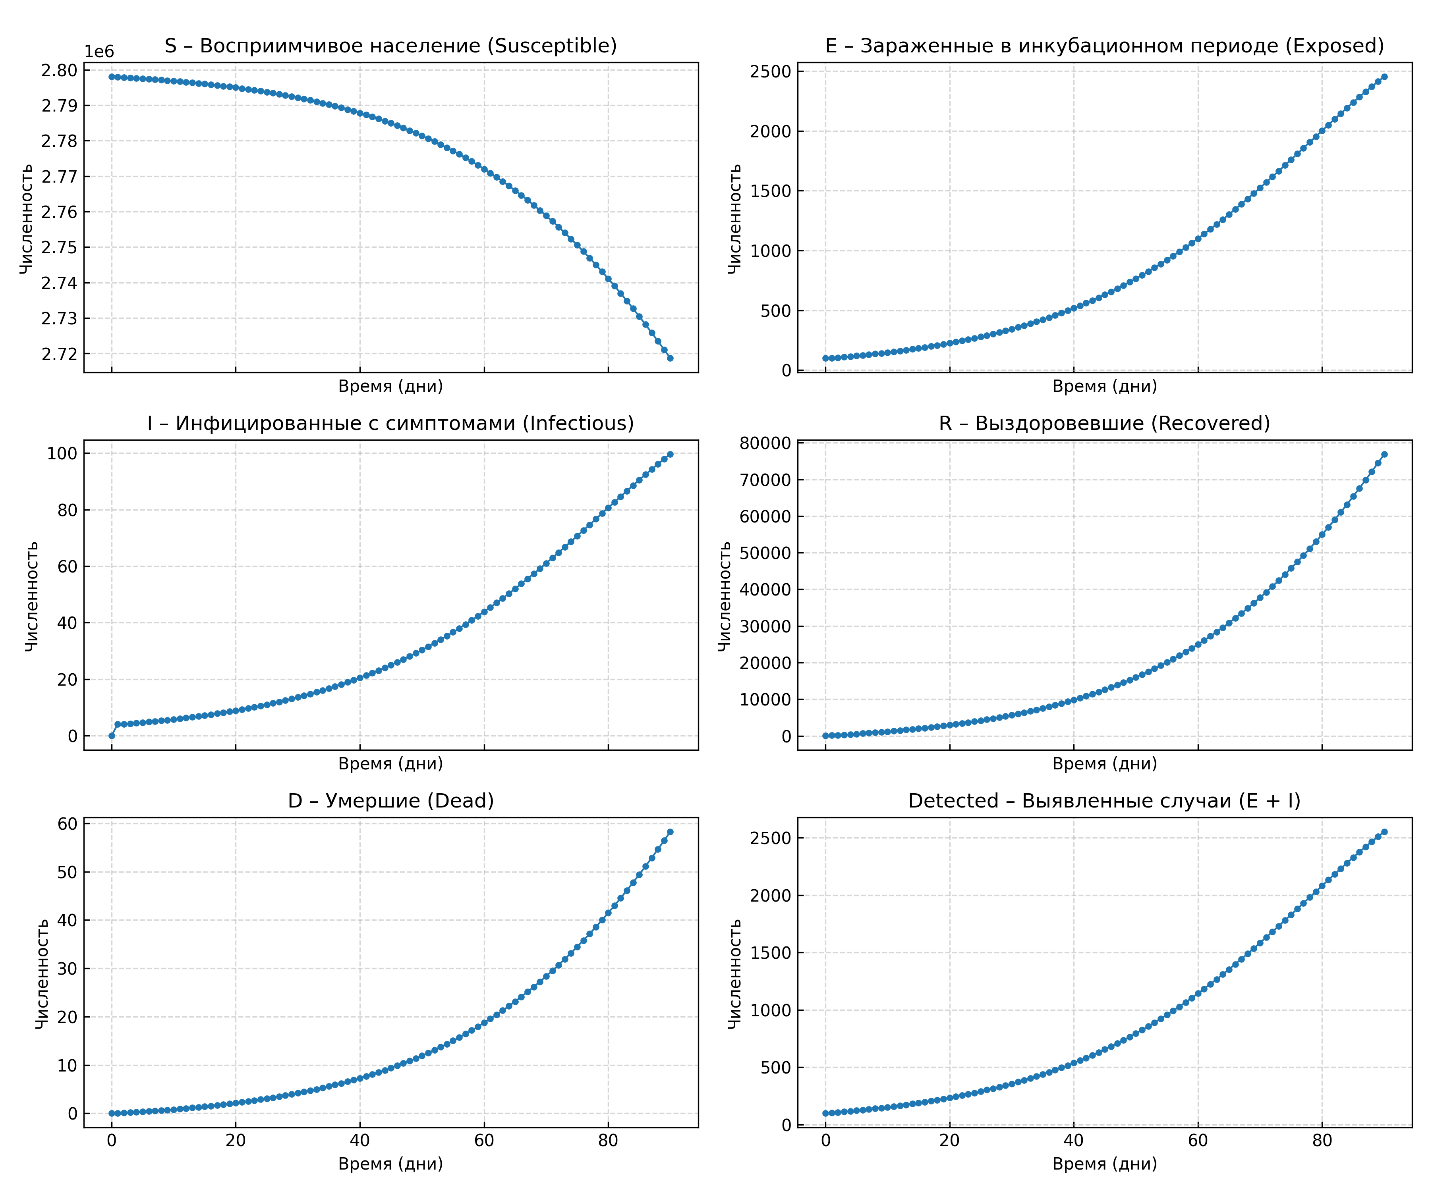 S – Восприимчивое население (Susceptible)
1e6
2.80
2.79
2.78
2.77
2.76
2.75
2.74
2.73
2.72
Численность
Время (дни)
E – Зараженные в инкубационном периоде (Exposed)
2500
2000
1500
1000
500
0
Численность
Время (дни)
I – Инфицированные с симптомами (Infectious)
100
80
60
40
20
0
Численность
Время (дни)
R – Выздоровевшие (Recovered)
80000
70000
60000
50000
40000
30000
20000
10000
0
Численность
Время (дни)
D – Умершие (Dead)
60
50
40
30
20
10
0
Численность
0 20 40 60 80
Время (дни)
Detected – Выявленные случаи (E + I)
2500
2000
1500
1000
500
0
Численность
0 20 40 60 80
Время (дни)